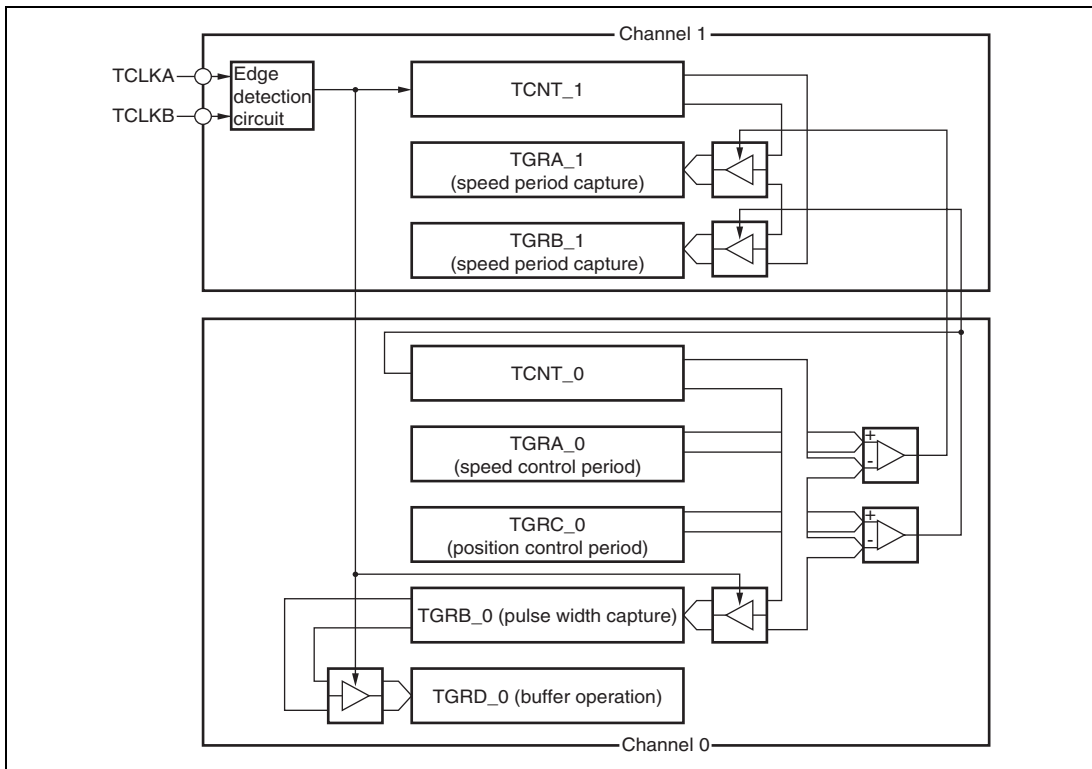 Channel 1
TCLKA
TCLKB
Edge
detection
circuit
TCNT_1
TGRA_1
(speed period capture)
TGRB_1
(speed period capture)
TCNT_0
TGRA_0
(speed control period)
+
-
TGRC_0
(position control period)
+
-
TGRB_0 (pulse width capture)
TGRD_0 (buffer operation)
Channel 0